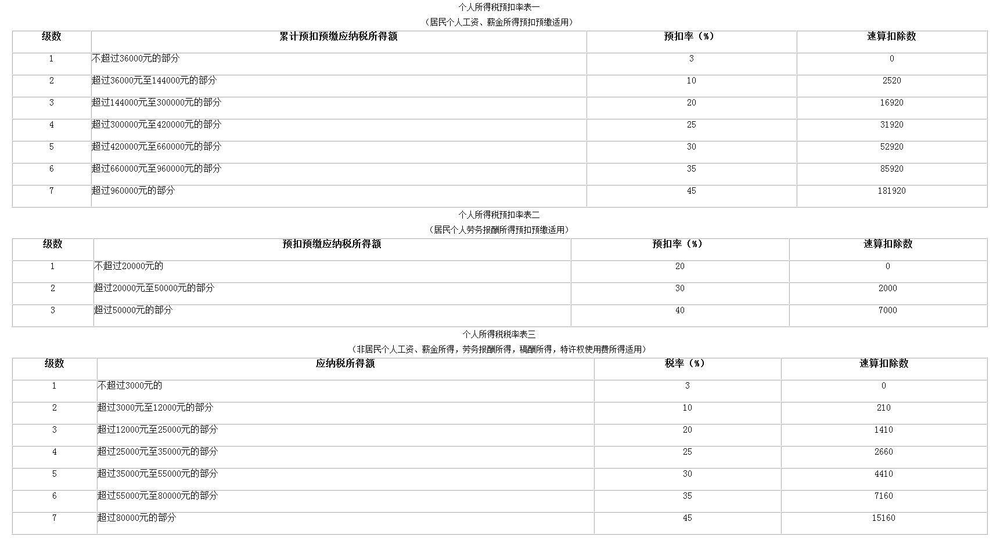 个人所得税预扣率表一
（居民个人工资、薪金所得预扣预缴适用）
级数 累计预扣预缴应纳税所得额 预扣率（%） 速算扣除数
1 不超过36000元的部分 3 0
2 超过36000元至144000元的部分 10 2520
3 超过144000元至300000元的部分 20 16920
4 超过300000元至420000元的部分 25 31920
5 超过420000元至660000元的部分 30 52920
6 超过660000元至960000元的部分 35 85920
7 超过960000元的部分 45 181920
个人所得税预扣率表二
（居民个人劳务报酬所得预扣预缴适用）
级数 预扣预缴应纳税所得额 预扣率（%） 速算扣除数
1 不超过20000元的 20 0
2 超过20000元至50000元的部分 30 2000
3 超过50000元的部分 40 7000
个人所得税税率表三
（非居民个人工资、薪金所得，劳务报酬所得，稿酬所得，特许权使用费所得适用）
级数 应纳税所得额 税率（%） 速算扣除数
1 不超过3000元的 3 0
2 超过3000元至12000元的部分 10 210
3 超过12000元至25000元的部分 20 1410
4 超过25000元至35000元的部分 25 2660
5 超过35000元至55000元的部分 30 4410
6 超过55000元至80000元的部分 35 7160
7 超过80000元的部分 45 15160